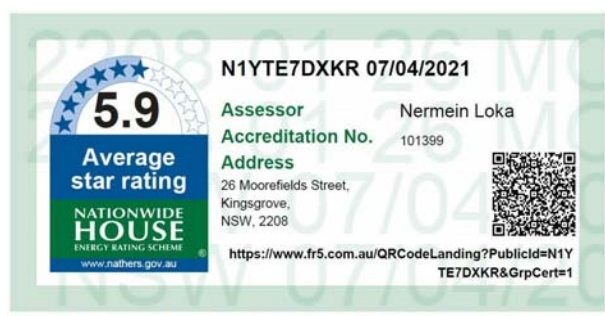 N1YTE7DXKR 07/04/2021
5.9
Average
star rating
NATIONWIDE
HOUSE
ENERGY RATING SCHEME
®
www.nathers.gov.au
Assessor Nermein Loka
Accreditation No. 101399
Address
26 Moorefields Street,
Kingsgrove,
NSW, 2208
https://www.fr5.com.au/QRCodeLanding?PublicId=N1Y
TE7DXKR&GrpCert=1